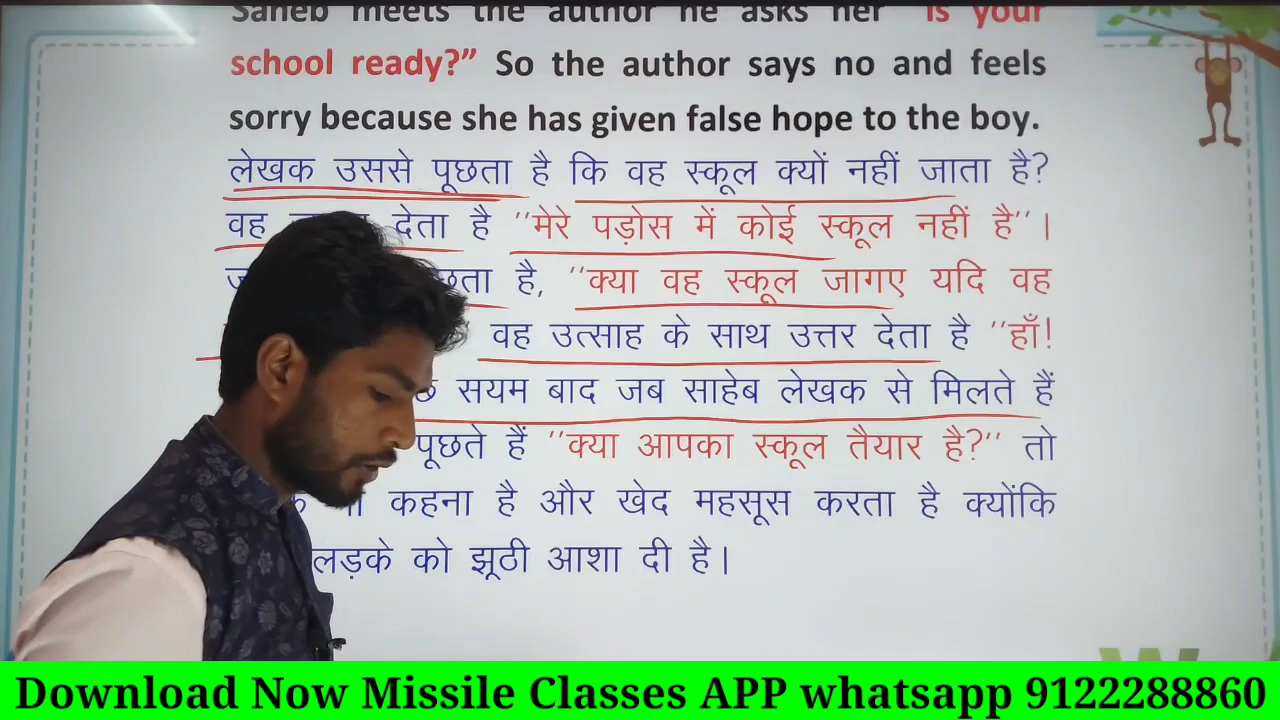 Saheb meets the author he asks her "Is your
school ready?” So the author says no and feels
sorry because she has given false hope to the boy.
लेखक उससे पूछता है कि वह स्कूल क्यों नहीं जाता है?
वह देता है ''मेरे पड़ोस में कोई स्कूल नहीं है''।
है, ''क्या वह स्कूल जागए यदि वह
वह उत्साह के साथ उत्तर देता है ''हाँ!
सयम बाद जब साहेब लेखक से मिलते हैं
पूछते हैं ''क्या आपका स्कूल तैयार है?'' तो
कहना है और खेद महसूस करता है क्योंकि
लड़के को झूठी आशा दी है।
Download Now Missile Classes APP whatsapp 9122288860